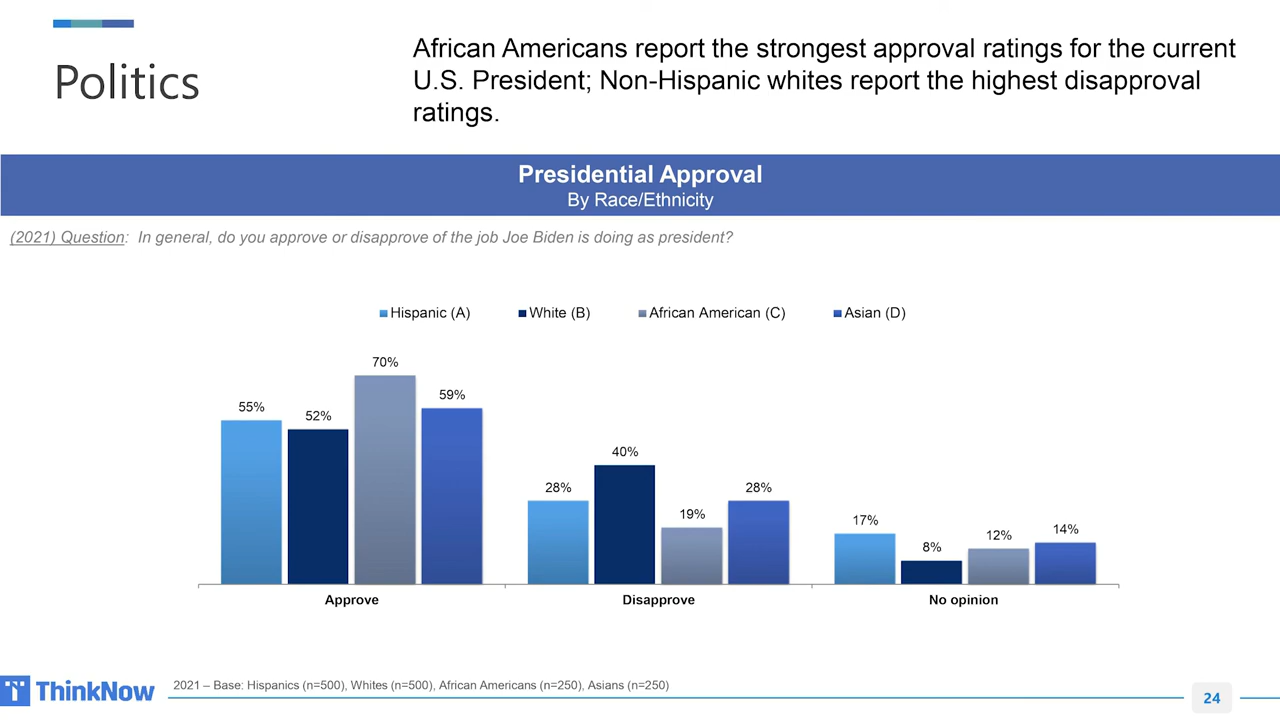 Politics
African Americans report the strongest approval ratings for the current
U.S. President; Non-Hispanic whites report the highest disapproval
ratings.
Presidential Approval
By Race/Ethnicity
(2021) Question: In general, do you approve or disapprove of the job Joe Biden is doing as president?
Hispanic (A) White (B) African American (C) Asian (D)
55% 52% 70% 59%
28% 40% 19% 28%
17% 8% 12% 14%
Approve Disapprove No opinion
ThinkNow
2021 – Base: Hispanics (n=500), Whites (n=500), African Americans (n=250), Asians (n=250)
24